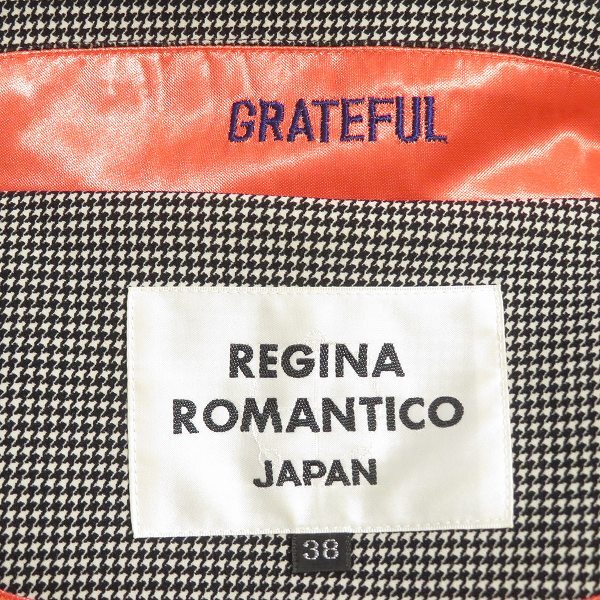 GRATEFUL
REGINA
ROMANTICO
JAPAN
38